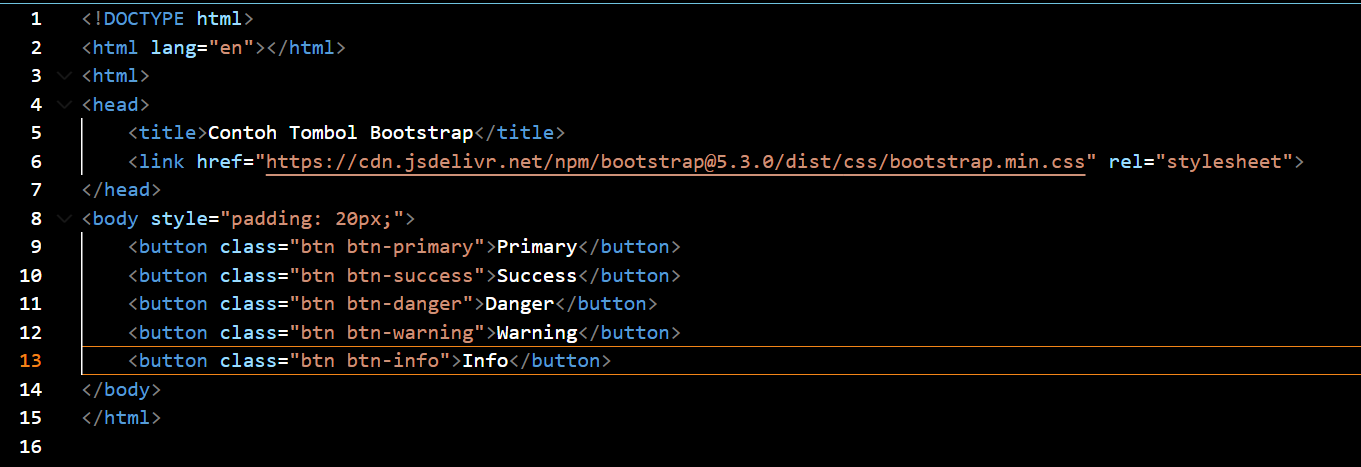 1 <!DOCTYPE html>
2 <html lang="en"></html>
3 <html>
4 <head>
5     <title>Contoh Tombol Bootstrap</title>
6     <link href="https://cdn.jsdelivr.net/npm/bootstrap@5.3.0/dist/css/bootstrap.min.css" rel="stylesheet">
7 </head>
8 <body style="padding: 20px;">
9     <button class="btn btn-primary">Primary</button>
10     <button class="btn btn-success">Success</button>
11     <button class="btn btn-danger">Danger</button>
12     <button class="btn btn-warning">Warning</button>
13     <button class="btn btn-info">Info</button>
14 </body>
15 </html>
16